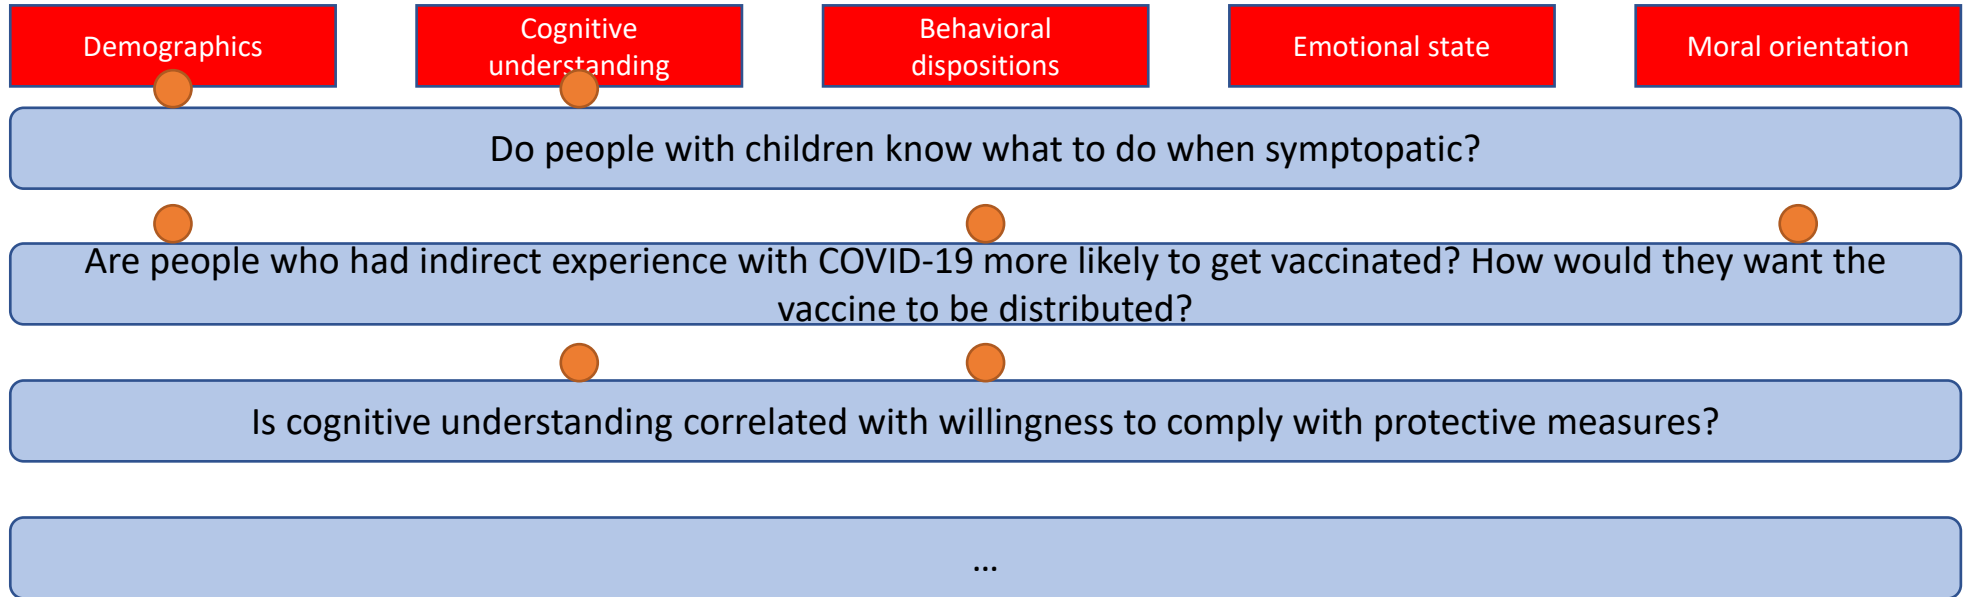 Demographics
Cognitive
understanding
Behavioral
dispositions
Emotional state
Moral orientation
Do people with children know what to do when symptopatic?
Are people who had indirect experience with COVID-19 more likely to get vaccinated? How would they want the
vaccine to be distributed?
Is cognitive understanding correlated with willingness to comply with protective measures?
…